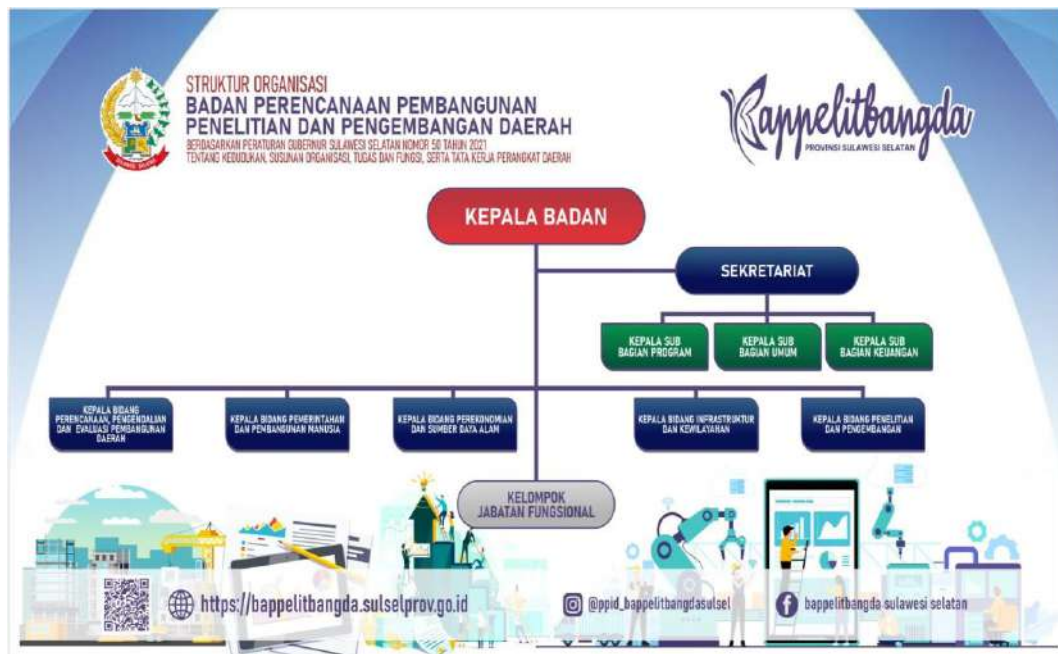 STRUKTUR ORGANISASI
BADAN PERENCANAAN PEMBANGUNAN
PENELITIAN DAN PENGEMBANGAN DAERAH
BERDASARKAN PERATURAN GUBERNUR SULAWESI SELATAN NOMOR 50 TAHUN 2021
TENTANG KEDUDUKAN, SUSUNAN ORGANISASI, TUGAS DAN FUNGSI, SERTA TATA KERJA PERANGKAT DAERAH
SULAWESI SELATAN
Bappelitbangda
PROVINSI SULAWESI SELATAN
KEPALA BADAN
SEKRETARIAT
KEPALA SUB
BAGIAN PROGRAM
KEPALA SUB
BAGIAN UMUM
KEPALA SUB
BAGIAN KEUANGAN
KEPALA BIDANG
PERENCANAAN, PENGENDALIAN
DAN EVALUASI PEMBANGUNAN
DAERAH
KEPALA BIDANG PEMERINTAHAN
DAN PEMBANGUNAN MANUSIA
KEPALA BIDANG PEREKONOMIAN
DAN SUMBER DAYA ALAM
KEPALA BIDANG INFRASTRUKTUR
DAN KEWILAYAHAN
KEPALA BIDANG PENELITIAN
DAN PENGEMBANGAN
KELOMPOK
JABATAN FUNGSIONAL
https://bappelitbangda.sulselprov.go.id
@ppid_bappelitbangdasulsel
bappelitbangda sulawesi selatan